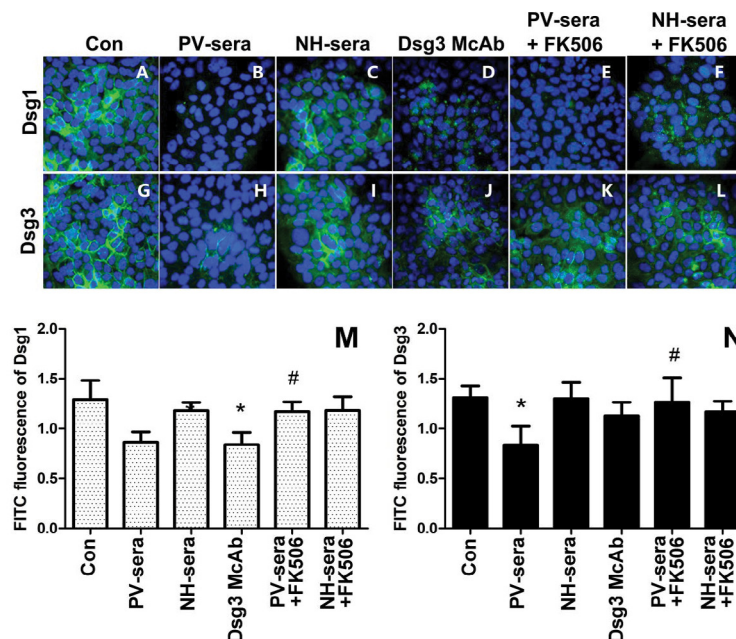 Con PV-sera NH-sera Dsg3 McAb PV-sera + FK506 NH-sera + FK506
Dsg1
A B C D E F
Dsg3
G H I J K L
M
FITC fluorescence of Dsg1
2.0
1.5
1.0
0.5
0.0
* #
Con PV-sera NH-sera Dsg3 McAb PV-sera +FK506 NH-sera +FK506
N
FITC fluorescence of Dsg3
2.0
1.5
1.0
0.5
0.0
* #
Con PV-sera NH-sera Dsg3 McAb PV-sera +FK506 NH-sera +FK506